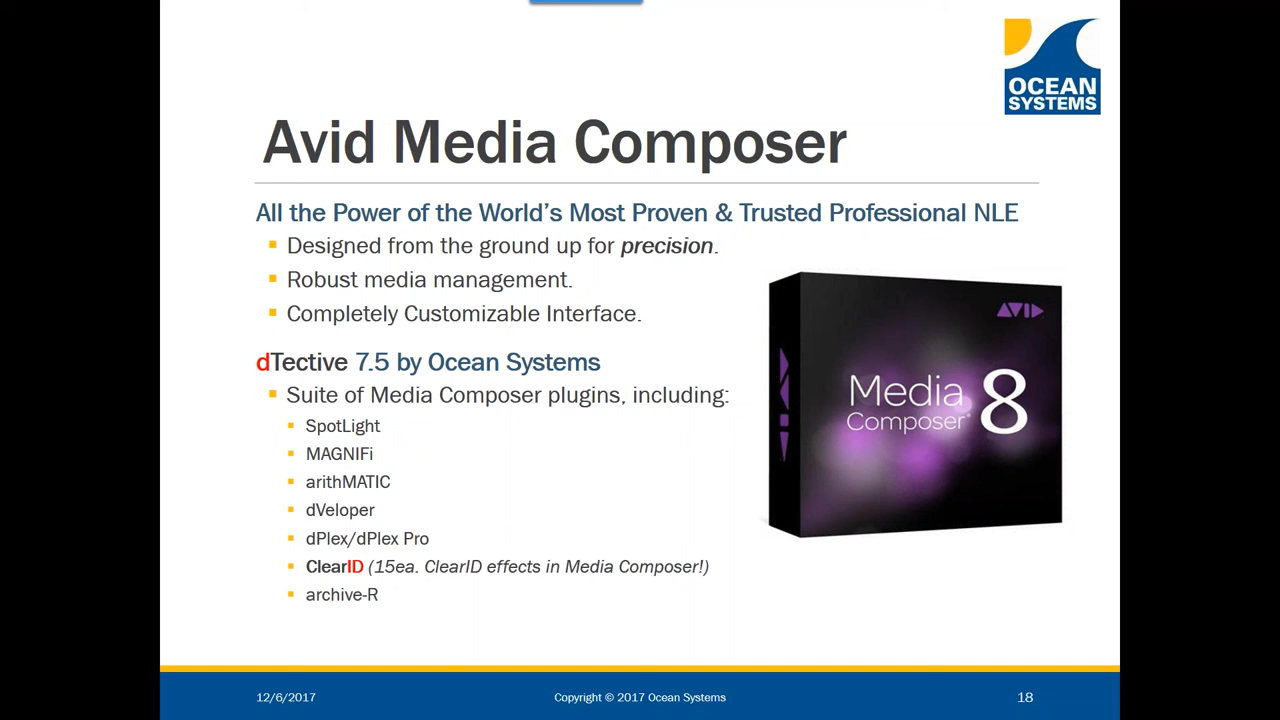 OCEAN
SYSTEMS
Avid Media Composer
All the Power of the World's Most Proven & Trusted Professional NLE
Designed from the ground up for precision.
Robust media management.
Completely Customizable Interface.
AVID
AVID
Media
Composer®
8
dTective 7.5 by Ocean Systems
Suite of Media Composer plugins, including:
SpotLight
MAGNIFi
arithMATIC
dVeloper
dPlex/dPlex Pro
ClearID (15ea. ClearID effects in Media Composer!)
archive-R
12/6/2017
Copyright © 2017 Ocean Systems
18